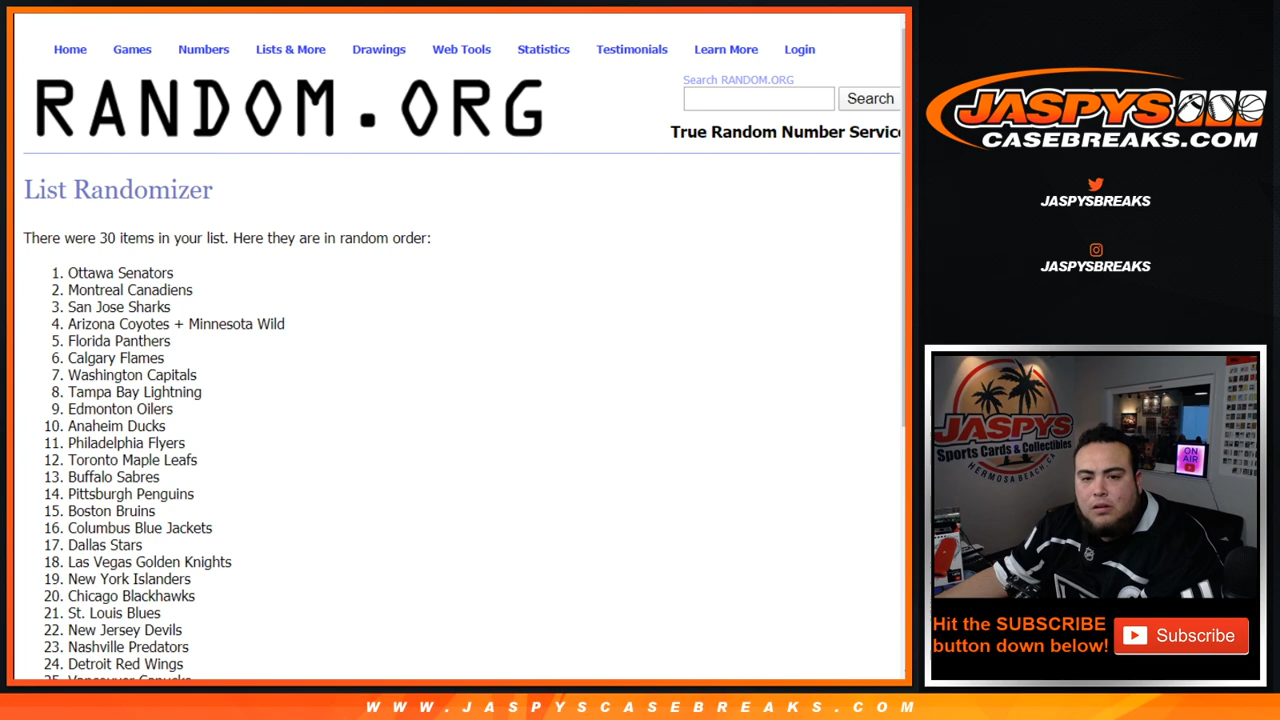 Home Games Numbers Lists & More Drawings Web Tools Statistics Testimonials Learn More Login
RANDOM.ORG
Search RANDOM.ORG
Search
True Random Number Servic
List Randomizer
There were 30 items in your list. Here they are in random order:
1. Ottawa Senators
2. Montreal Canadiens
3. San Jose Sharks
4. Arizona Coyotes + Minnesota Wild
5. Florida Panthers
6. Calgary Flames
7. Washington Capitals
8. Tampa Bay Lightning
9. Edmonton Oilers
10. Anaheim Ducks
11. Philadelphia Flyers
12. Toronto Maple Leafs
13. Buffalo Sabres
14. Pittsburgh Penguins
15. Boston Bruins
16. Columbus Blue Jackets
17. Dallas Stars
18. Las Vegas Golden Knights
19. New York Islanders
20. Chicago Blackhawks
21. St. Louis Blues
22. New Jersey Devils
23. Nashville Predators
24. Detroit Red Wings
25. Vancouver Canucks
JASPYS
CASEBREAKS.COM
JASPYSBREAKS
JASPYSBREAKS
JASPYS
Sports Cards & Collectibles
HERMOSA BEACH, CA
ON
AIR
Hit the SUBSCRIBE
button down below!
Subscribe
WWW.JASPYSCASEBREAKS.COM